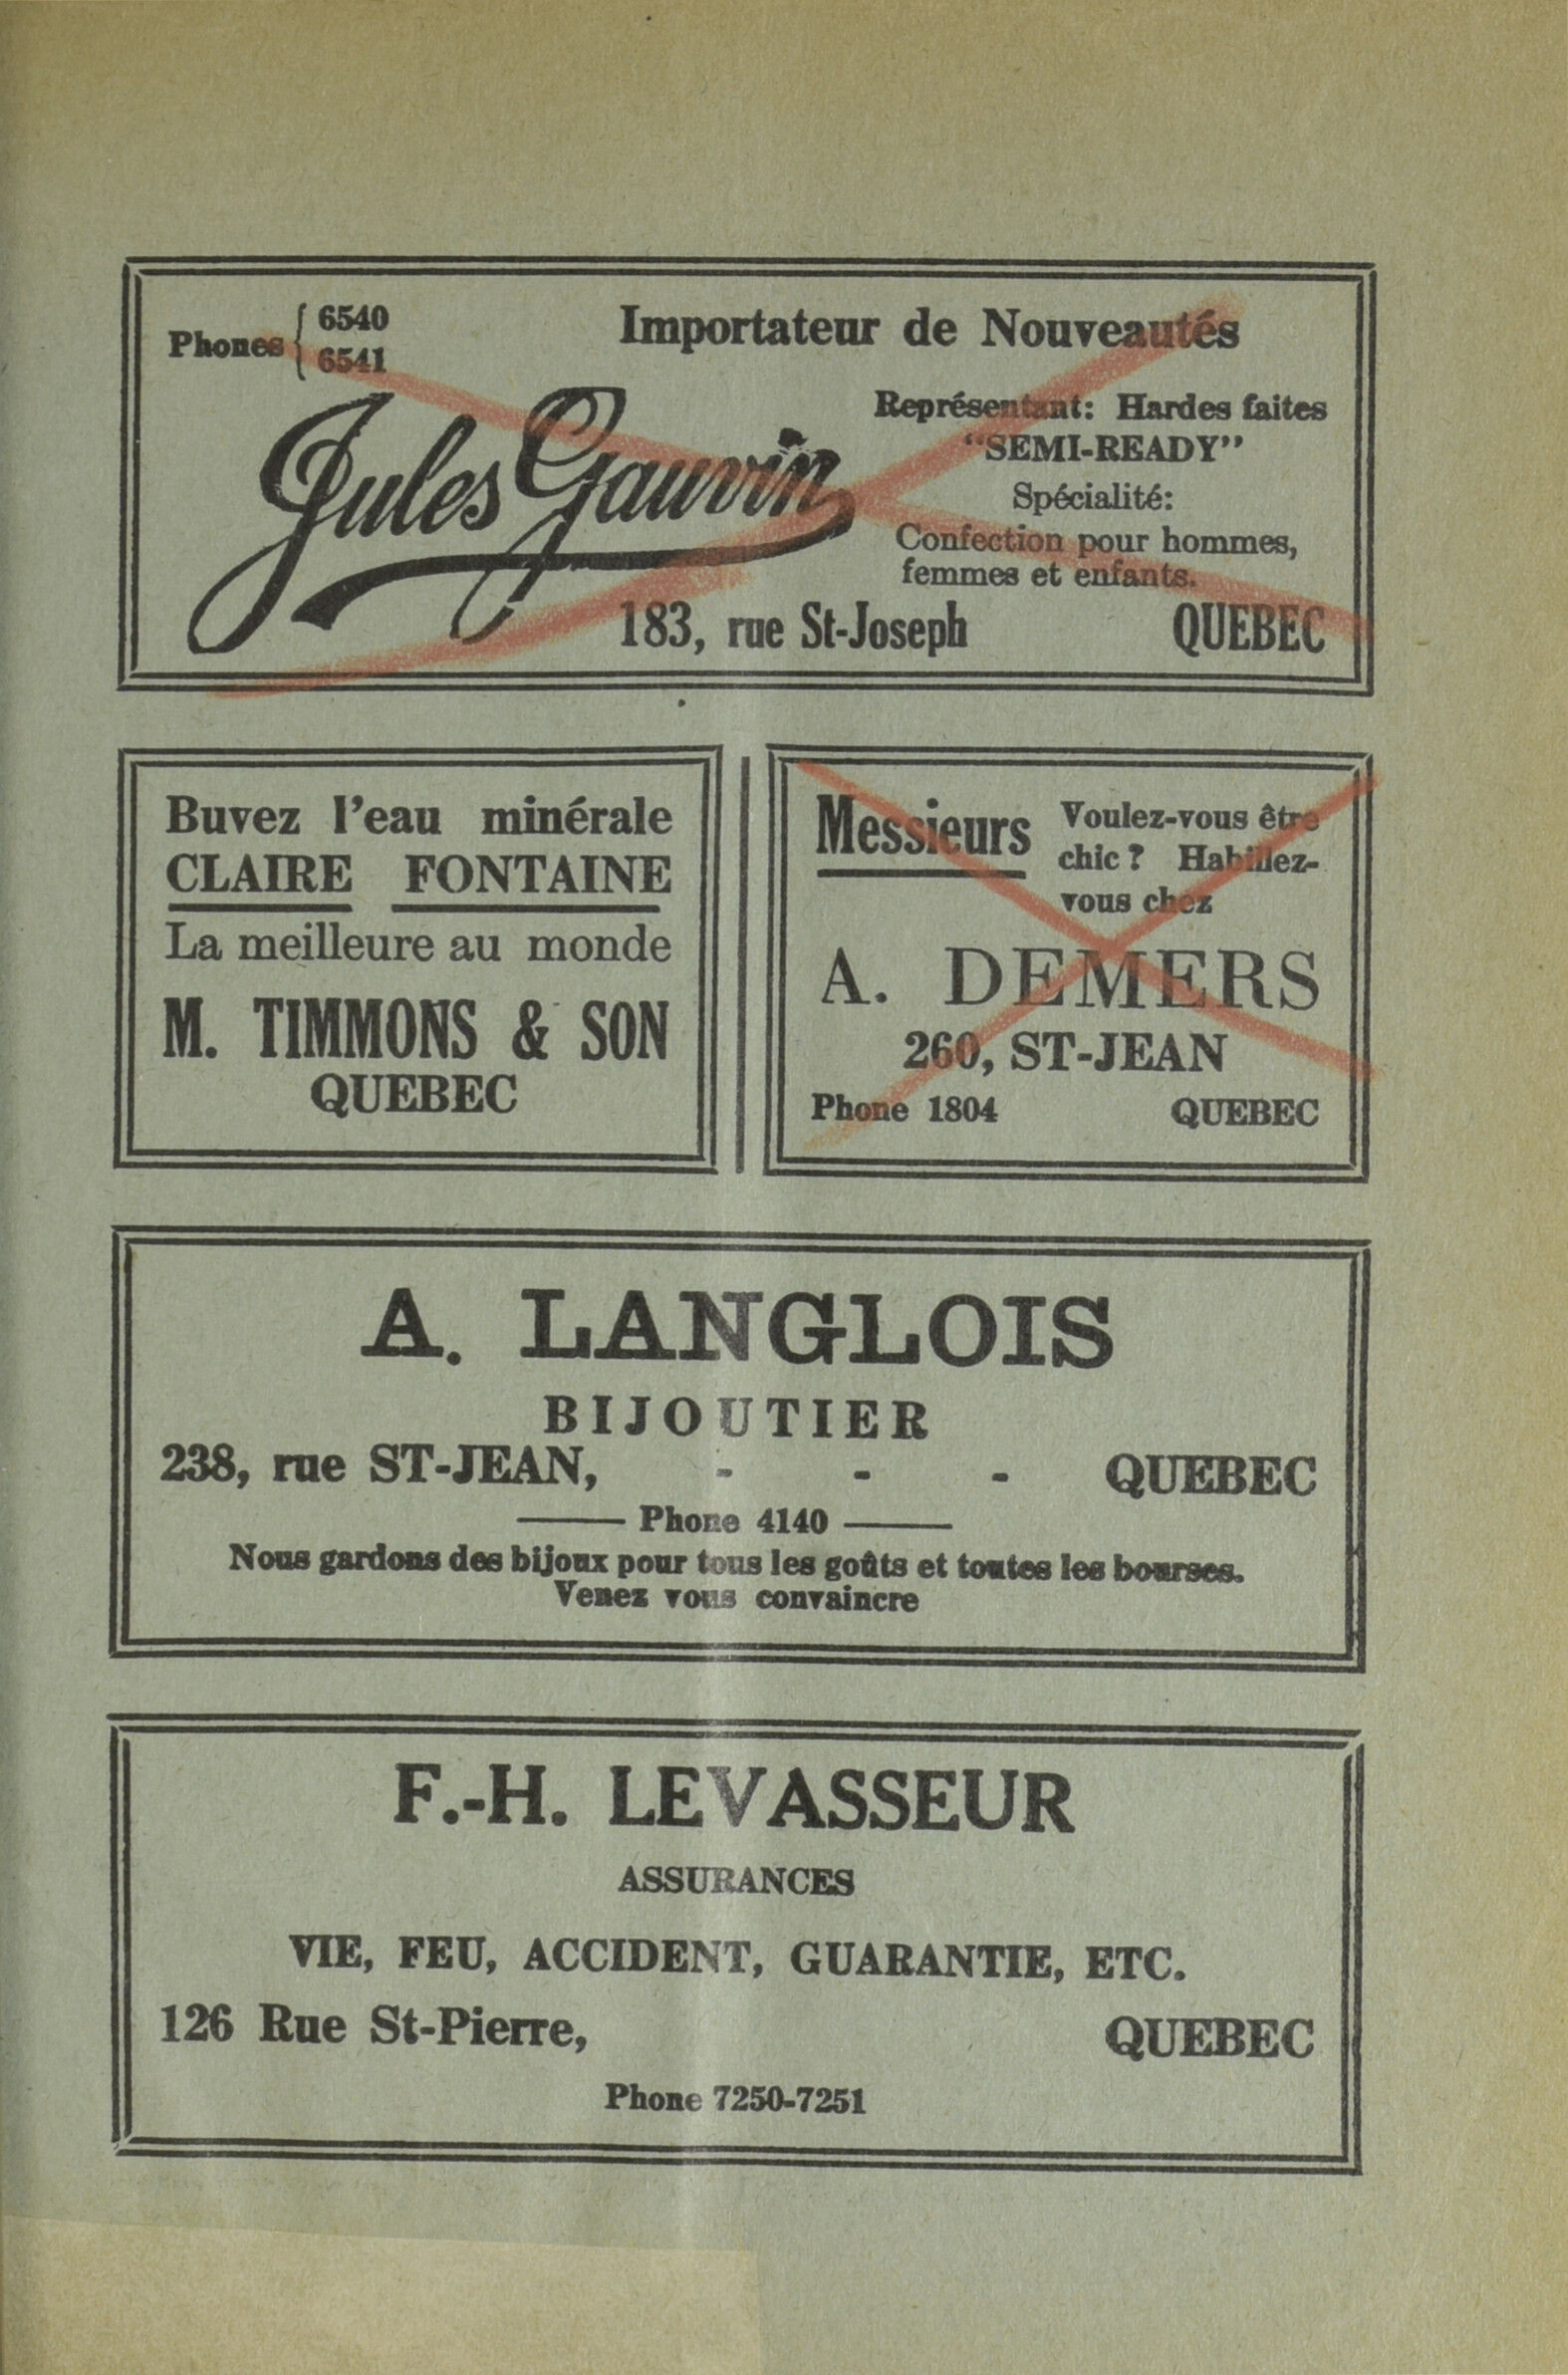 Phones { 6540
6541
Importateur de Nouveautés
Jules Gauvin
Représentant: Hardes faites
"SEMI-READY"
Spécialité:
Confection pour hommes,
femmes et enfants.
183, rue St-Joseph QUEBEC
Buvez l'eau minérale
CLAIRE FONTAINE
La meilleure au monde
M. TIMMONS & SON
QUEBEC
Messieurs Voulez-vous être
chic ? Habillez-
vous chez
A. DEMERS
260, ST-JEAN
Phone 1804 QUEBEC
A. LANGLOIS
BIJOUTIER
238, rue ST-JEAN, - - - QUEBEC
Phone 4140
Nous gardons des bijoux pour tous les goûts et toutes les bourses.
Venez vous convaincre
F.-H. LEVASSEUR
ASSURANCES
VIE, FEU, ACCIDENT, GUARANTIE, ETC.
126 Rue St-Pierre, QUEBEC
Phone 7250-7251